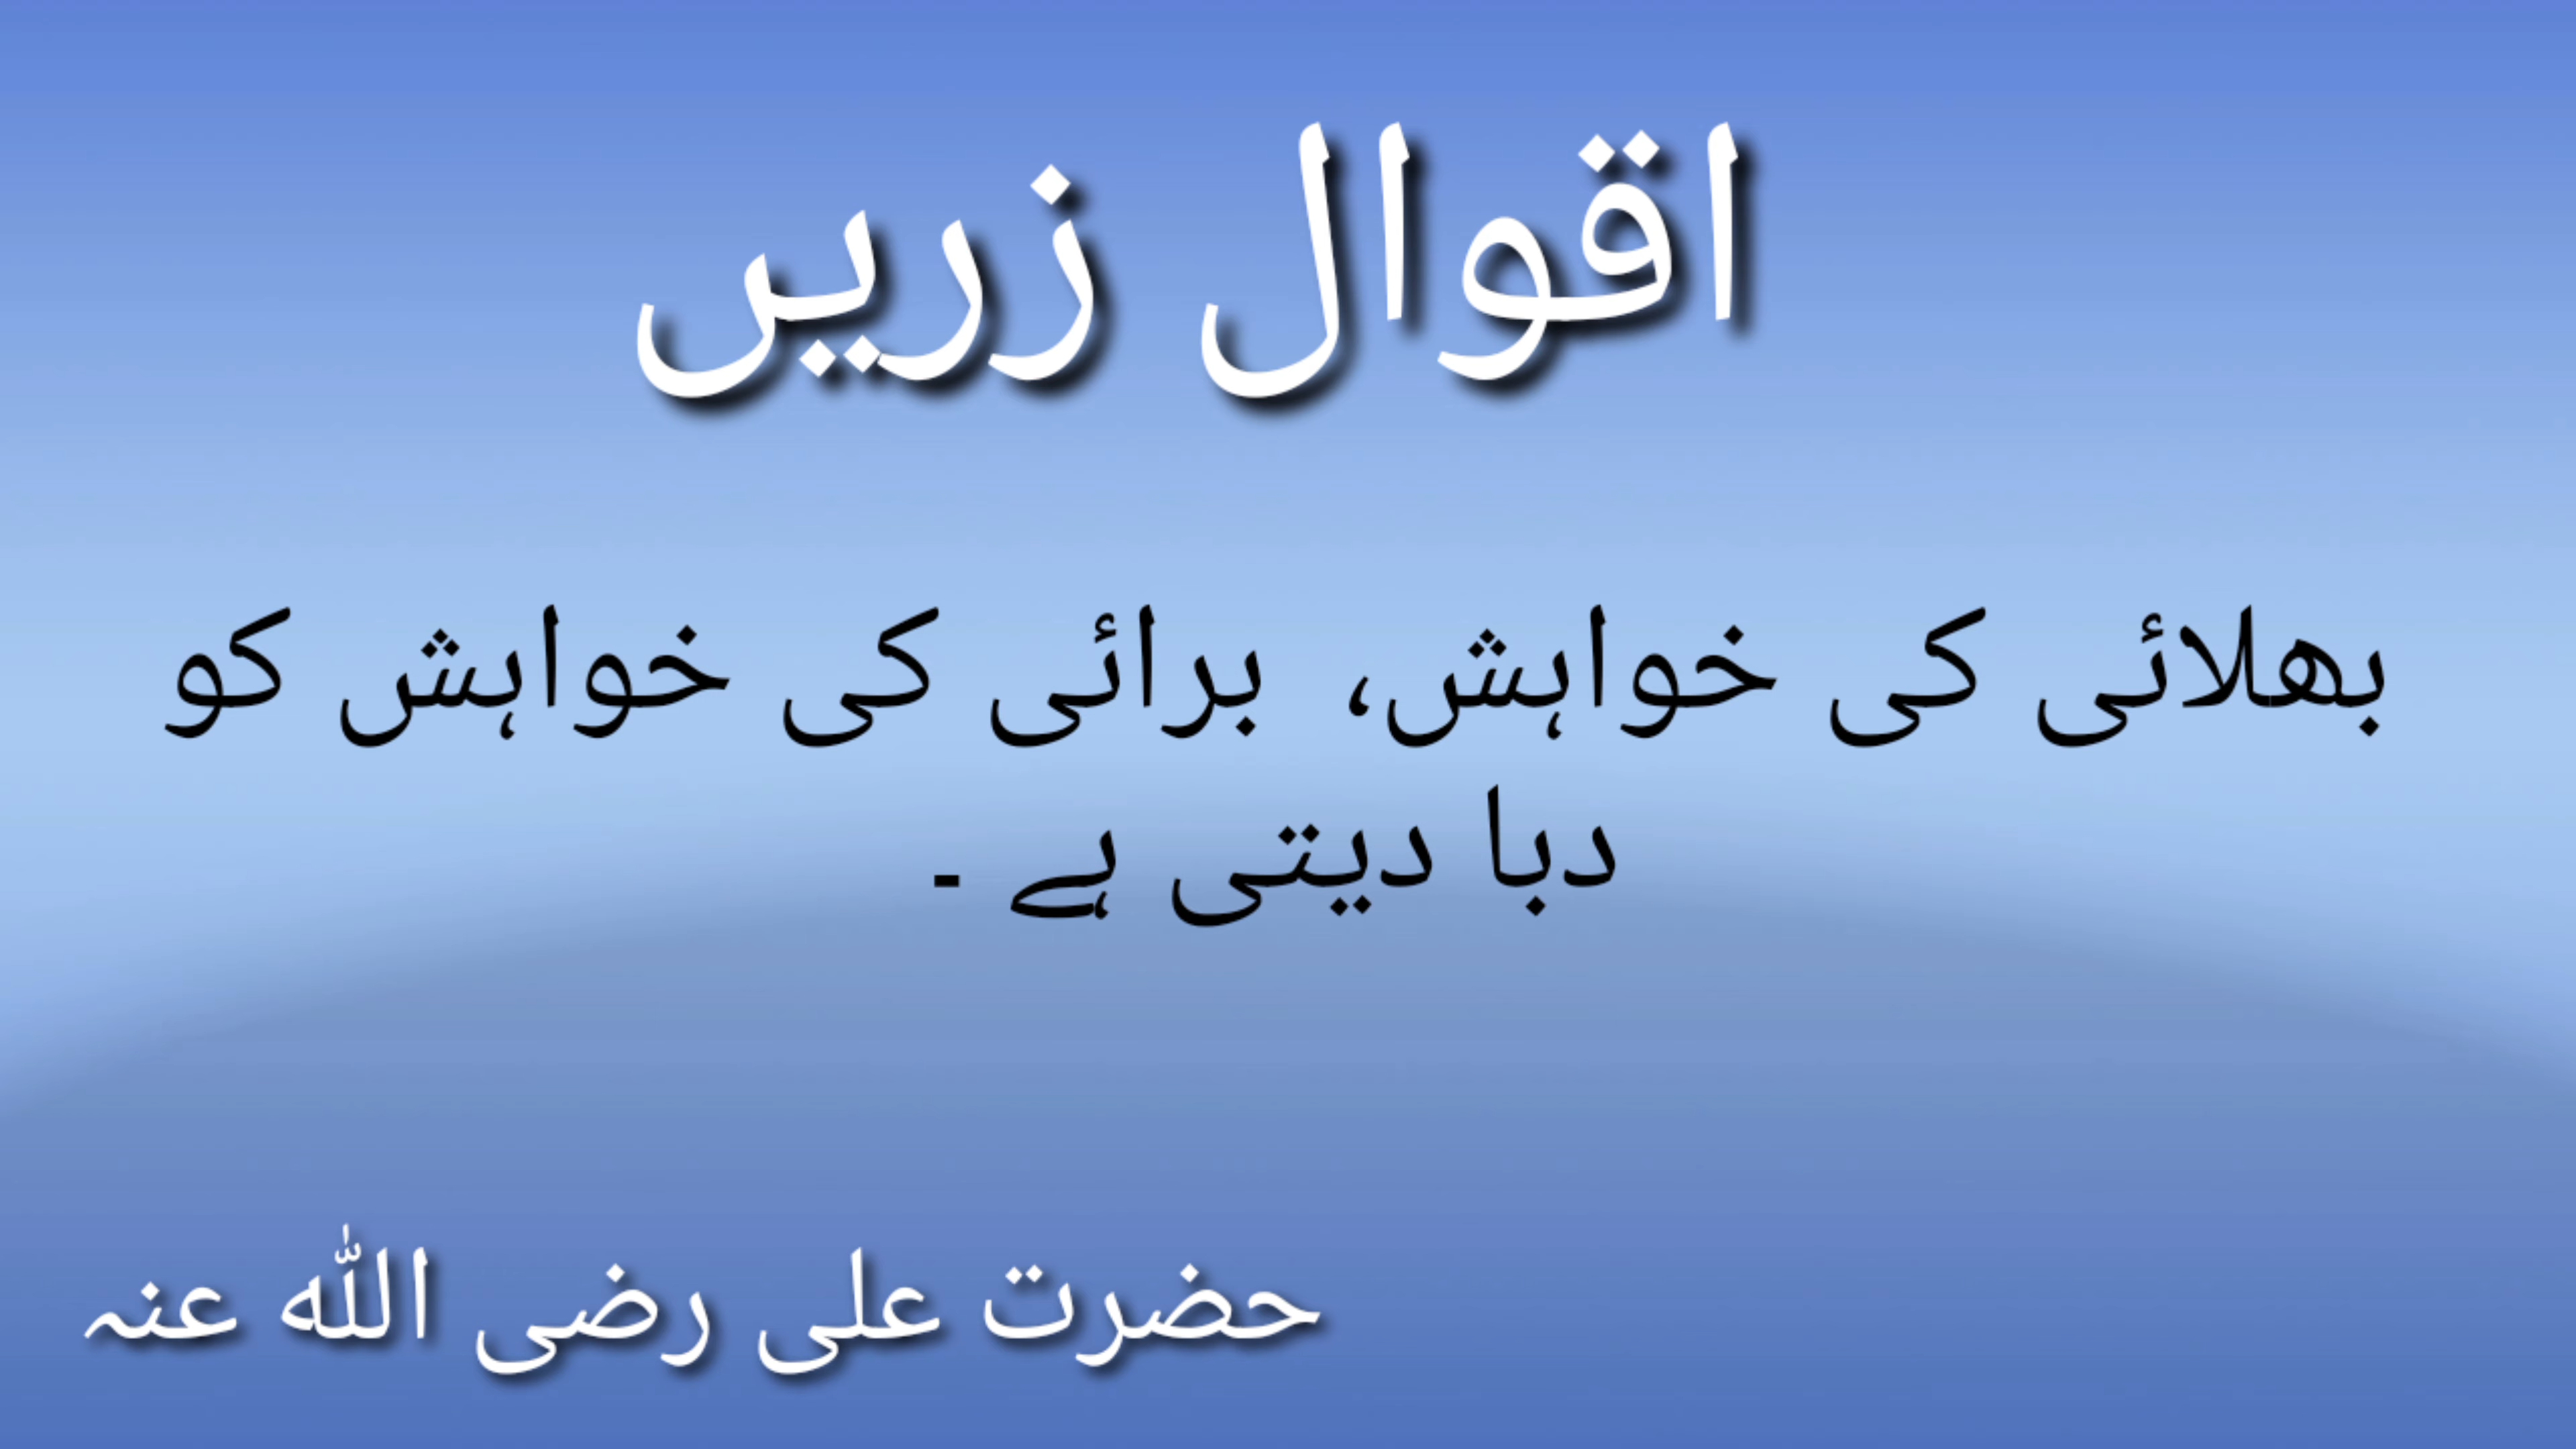 اقوال زریں
بھلائی کی خواہش، برائی کی خواہش کو
دبا دیتی ہے ۔
حضرت علی رضی اللہ عنہ